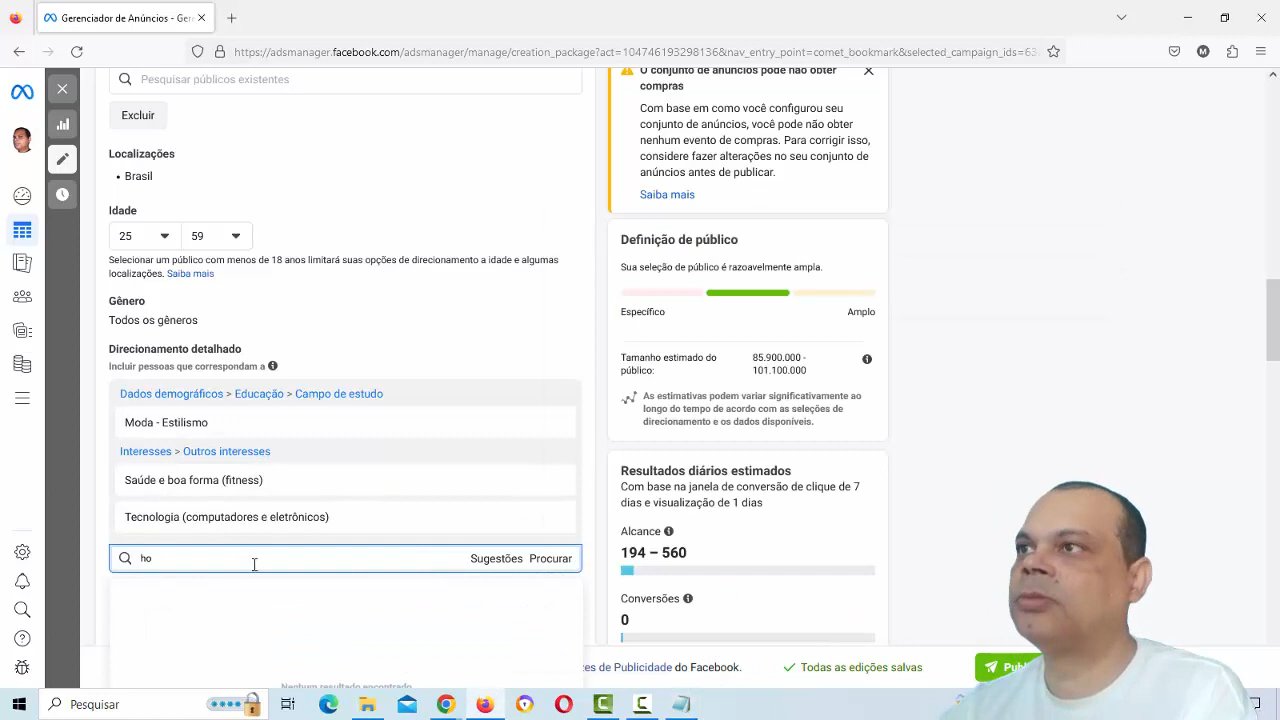 Gerenciador de Anúncios - Ger
https://adsmanager.facebook.com/adsmanager/manage/creation_package?act=104746193298136&nav_entry_point=comet_bookmark&selected_campaign_ids=63
Pesquisar públicos existentes
Excluir
Localizações
• Brasil
Idade
25
59
Selecionar um público com menos de 18 anos limitará suas opções de direcionamento a idade e algumas
localizações. Saiba mais
Gênero
Todos os gêneros
Direcionamento detalhado
Incluir pessoas que correspondam a
Dados demográficos > Educação > Campo de estudo
Moda - Estilismo
Interesses > Outros interesses
Saúde e boa forma (fitness)
Tecnologia (computadores e eletrônicos)
ho
Sugestões Procurar
Nenhum resultado encontrado
O conjunto de anúncios pode não obter
compras
Com base em como você configurou seu
conjunto de anúncios, você pode não obter
nenhum evento de compras. Para corrigir isso,
considere fazer alterações no seu conjunto de
anúncios antes de publicar.
Saiba mais
Definição de público
Sua seleção de público é razoavelmente ampla.
Específico
Amplo
Tamanho estimado do
público:
85.900.000 -
101.100.000
As estimativas podem variar significativamente ao
longo do tempo de acordo com as seleções de
direcionamento e os dados disponíveis.
Resultados diários estimados
Com base na janela de conversão de clique de 7
dias e visualização de 1 dias
Alcance
194 – 560
Conversões
0
de Publicidade do Facebook.
Todas as edições salvas
Pesquisar